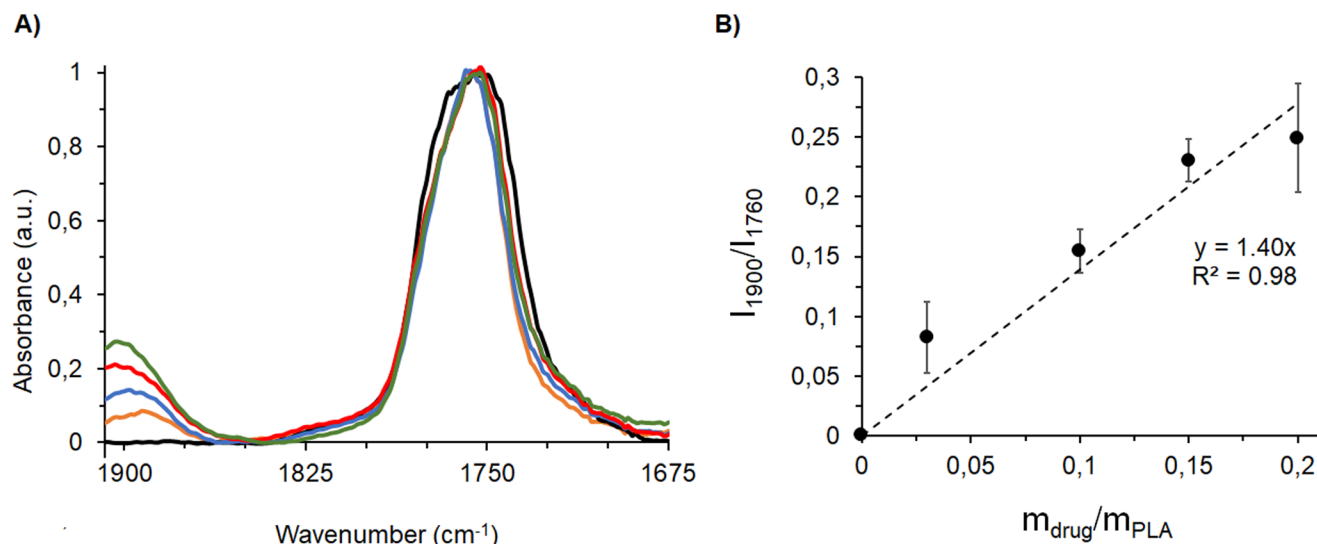 A)
1
0,8
0,6
0,4
0,2
0
Absorbance (a.u.)
1900 1825 1750 1675
Wavenumber (cm⁻¹)
B)
0,3
0,25
0,2
0,15
0,1
0,05
0
I₁₉₀₀/I₁₇₆₀
y = 1.40x
R² = 0.98
0 0,05 0,1 0,15 0,2
m_drug/m_PLA